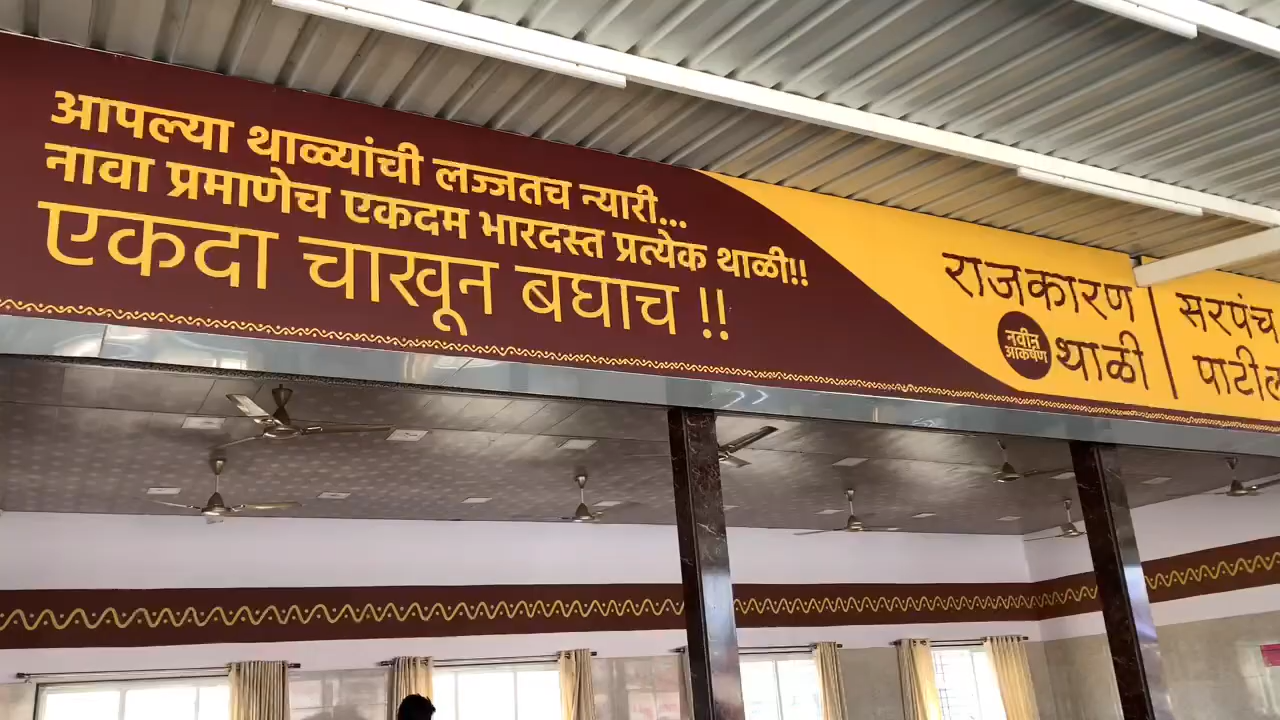 आपल्या थाळ्यांची लज्जतच न्यारी...
नावा प्रमाणेच एकदम भारदस्त प्रत्येक थाळी!!
एकदा चाखून बघाच !!
राजकारण
थाळी
नवीन
आकर्षण
सरपंच